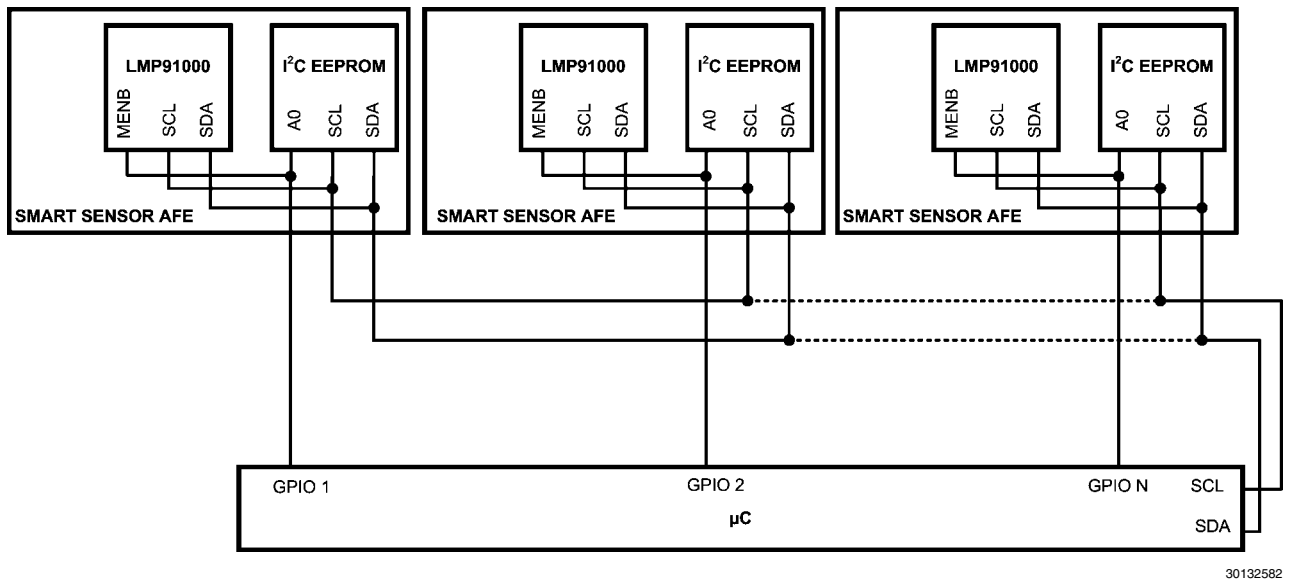 LMP91000 I²C EEPROM LMP91000 I²C EEPROM LMP91000 I²C EEPROM
MENB SCL SDA A0 SCL SDA MENB SCL SDA A0 SCL SDA MENB SCL SDA A0 SCL SDA
SMART SENSOR AFE SMART SENSOR AFE SMART SENSOR AFE
GPIO 1 GPIO 2 GPIO N SCL
µC SDA
30132582